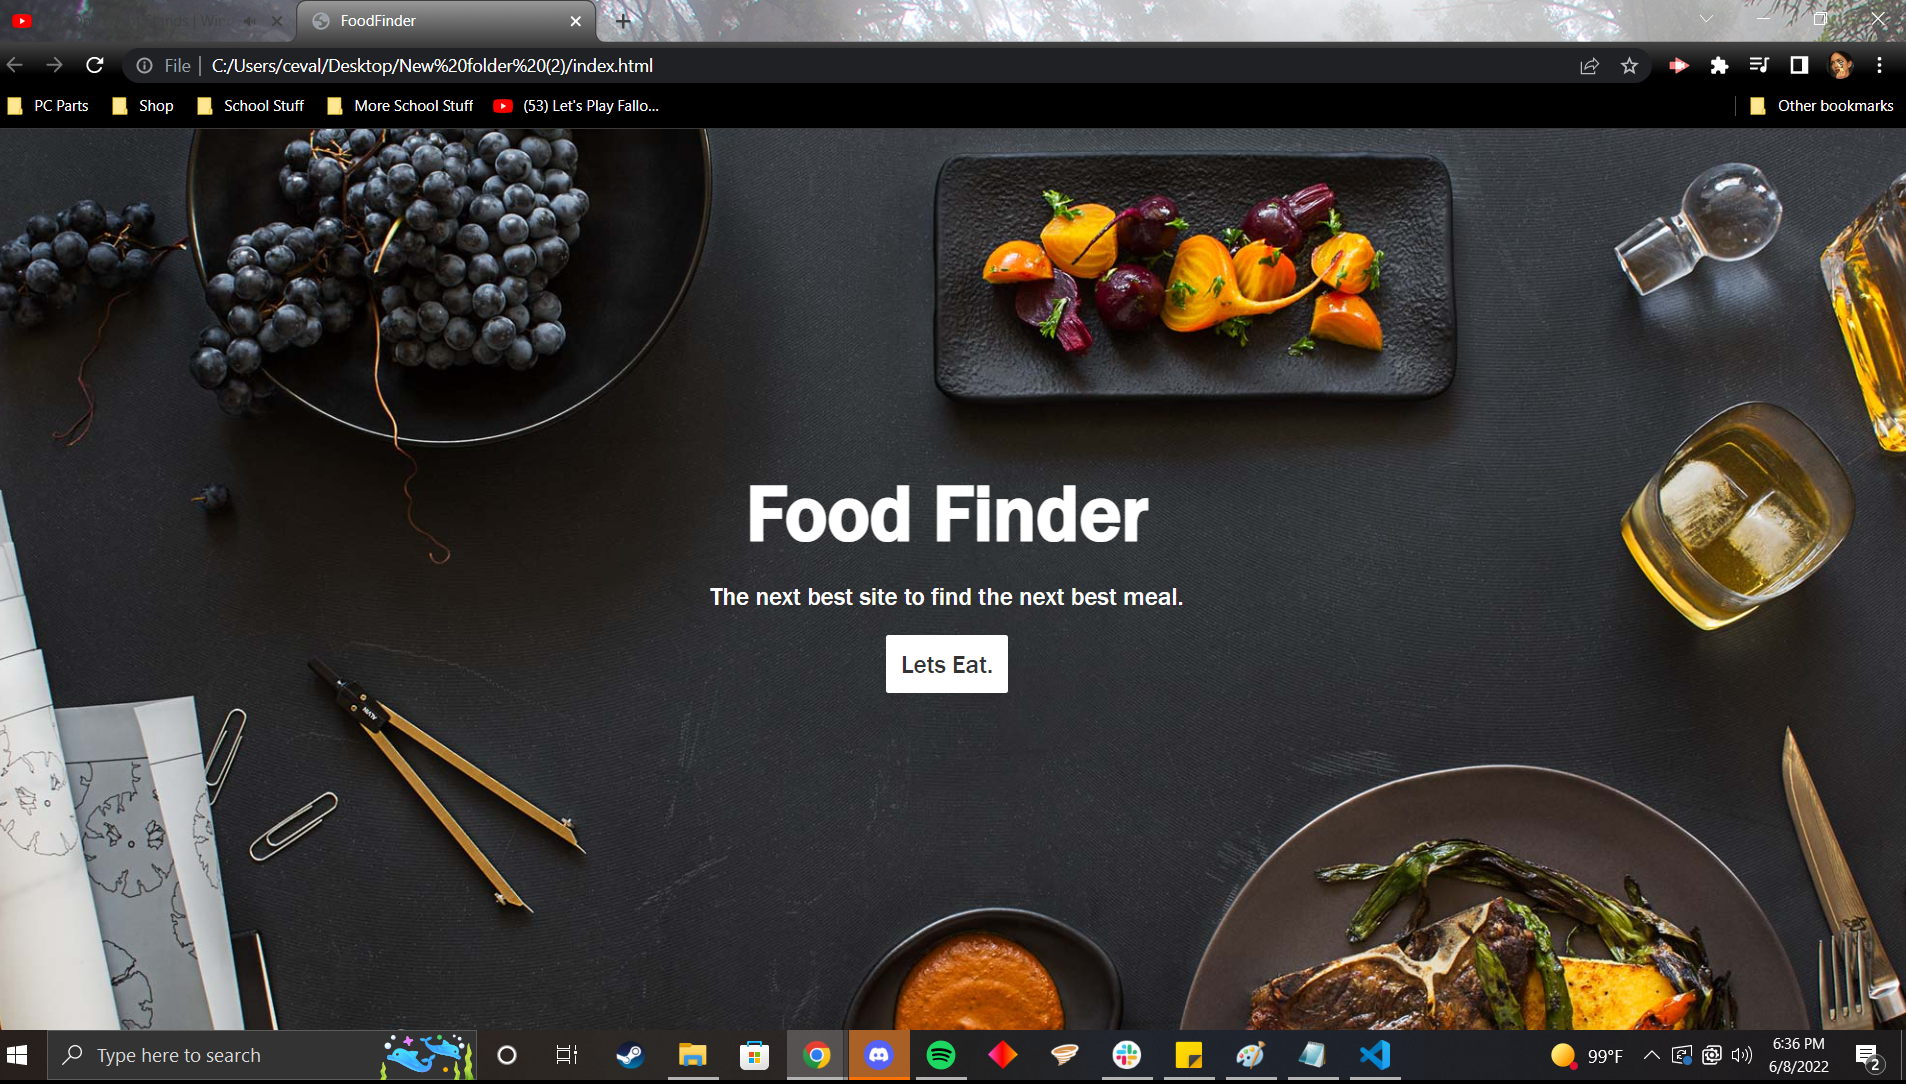 FoodFinder
File C:/Users/ceval/Desktop/New%20folder%20(2)/index.html
PC Parts Shop School Stuff More School Stuff (53) Let's Play Fallo... Other bookmarks
Food Finder
The next best site to find the next best meal.
Lets Eat.
Type here to search
99°F
6:36 PM
6/8/2022
2